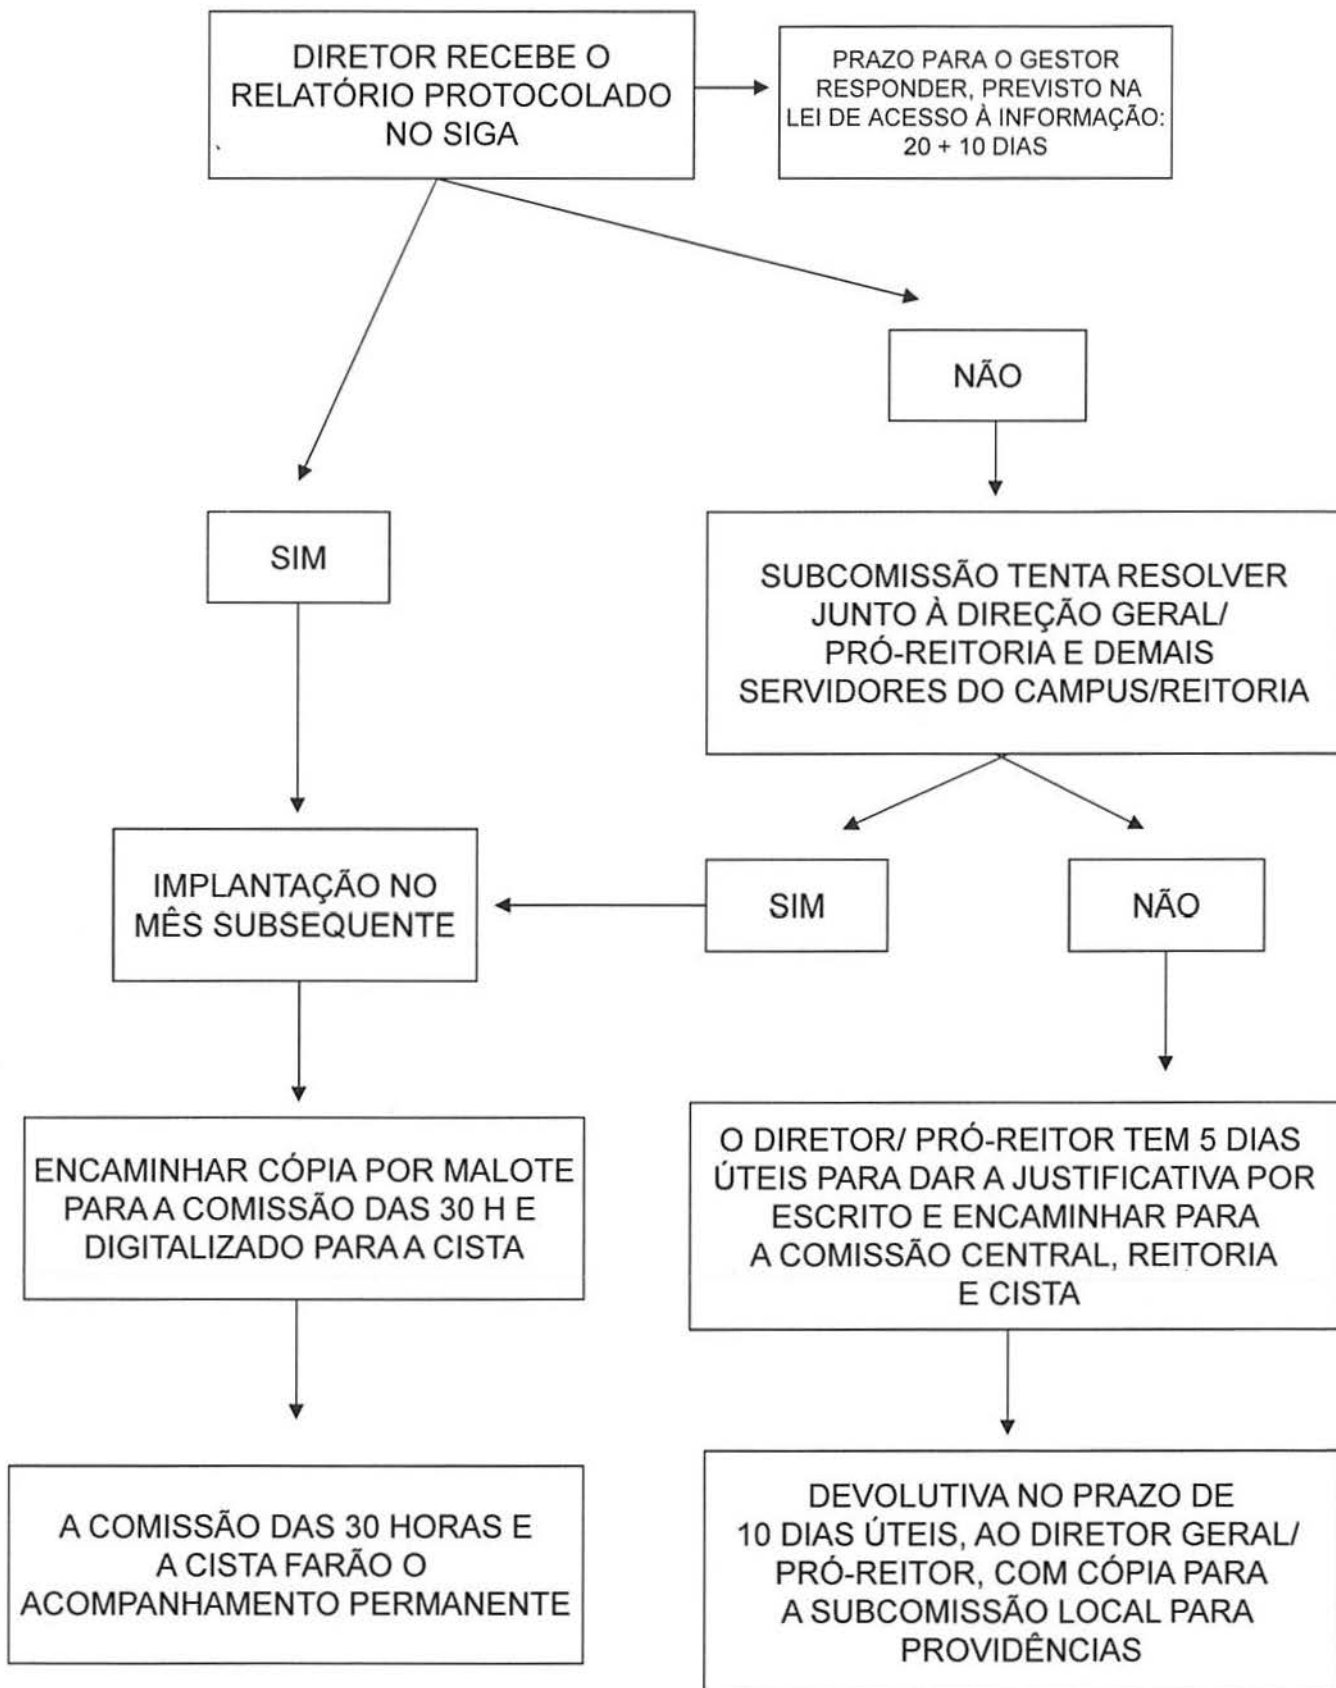 DIRETOR RECEBE O
RELATÓRIO PROTOCOLADO
NO SIGA
PRAZO PARA O GESTOR
RESPONDER, PREVISTO NA
LEI DE ACESSO À INFORMAÇÃO:
20 + 10 DIAS
NÃO
SIM
SUBCOMISSÃO TENTA RESOLVER
JUNTO À DIREÇÃO GERAL/
PRÓ-REITORIA E DEMAIS
SERVIDORES DO CAMPUS/REITORIA
IMPLANTAÇÃO NO
MÊS SUBSEQUENTE
SIM
NÃO
ENCAMINHAR CÓPIA POR MALOTE
PARA A COMISSÃO DAS 30 H E
DIGITALIZADO PARA A CISTA
O DIRETOR/ PRÓ-REITOR TEM 5 DIAS
ÚTEIS PARA DAR A JUSTIFICATIVA POR
ESCRITO E ENCAMINHAR PARA
A COMISSÃO CENTRAL, REITORIA
E CISTA
A COMISSÃO DAS 30 HORAS E
A CISTA FARÃO O
ACOMPANHAMENTO PERMANENTE
DEVOLUTIVA NO PRAZO DE
10 DIAS ÚTEIS, AO DIRETOR GERAL/
PRÓ-REITOR, COM CÓPIA PARA
A SUBCOMISSÃO LOCAL PARA
PROVIDÊNCIAS